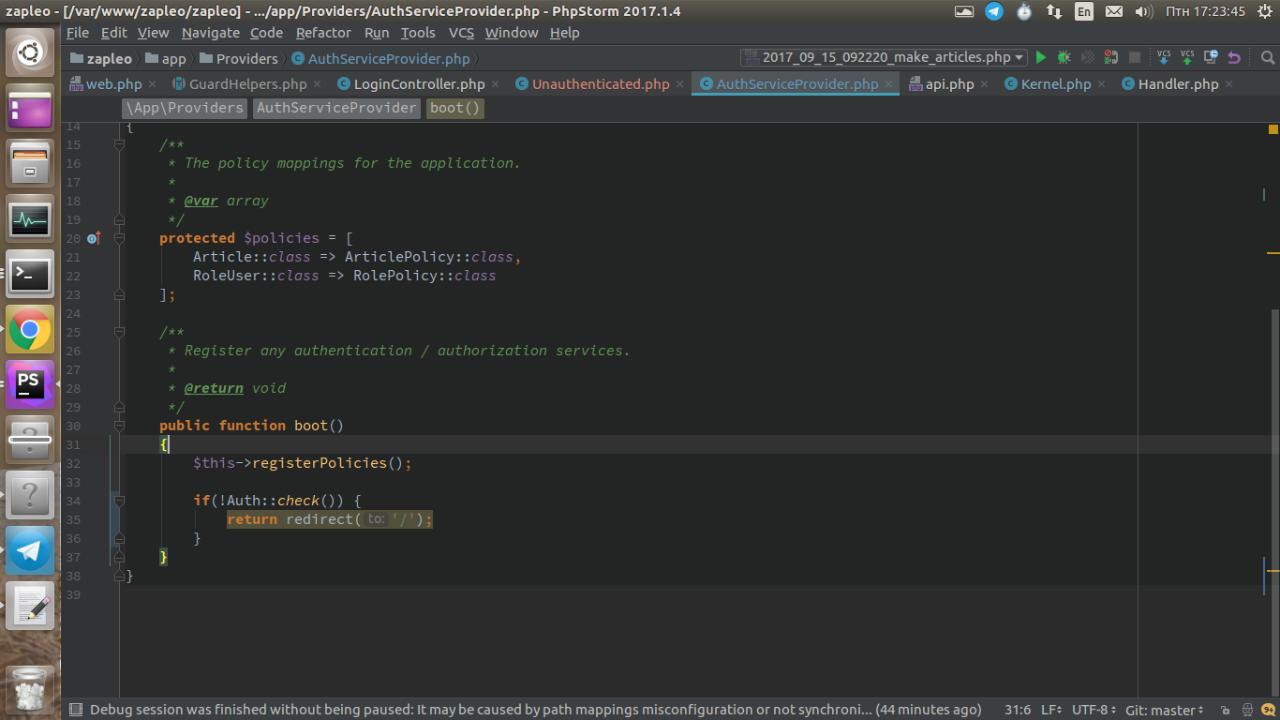 zapleo - [/var/www/zapleo/zapleo] - .../app/Providers/AuthServiceProvider.php - PhpStorm 2017.1.4
En
Птн 17:23:45
File Edit View Navigate Code Refactor Run Tools VCS Window Help
zapleo app Providers AuthServiceProvider.php
2017_09_15_092220_make_articles.php
VCS VCS
web.php GuardHelpers.php LoginController.php Unauthenticated.php AuthServiceProvider.php api.php Kernel.php Handler.php
\App\Providers AuthServiceProvider boot()
14 {
15 /**
16 * The policy mappings for the application.
17 *
18 * @var array
19 */
20 protected $policies = [
21 Article::class => ArticlePolicy::class,
22 RoleUser::class => RolePolicy::class
23 ];
24
25 /**
26 * Register any authentication / authorization services.
27 *
28 * @return void
29 */
30 public function boot()
31 {
32 $this->registerPolicies();
33
34 if(!Auth::check()) {
35 return redirect( to: '/');
36 }
37 }
38 }
39
PS
Debug session was finished without being paused: It may be caused by path mappings misconfiguration or not synchroni... (44 minutes ago)
31:6 LF÷ UTF-8÷ Git: master÷ 9+